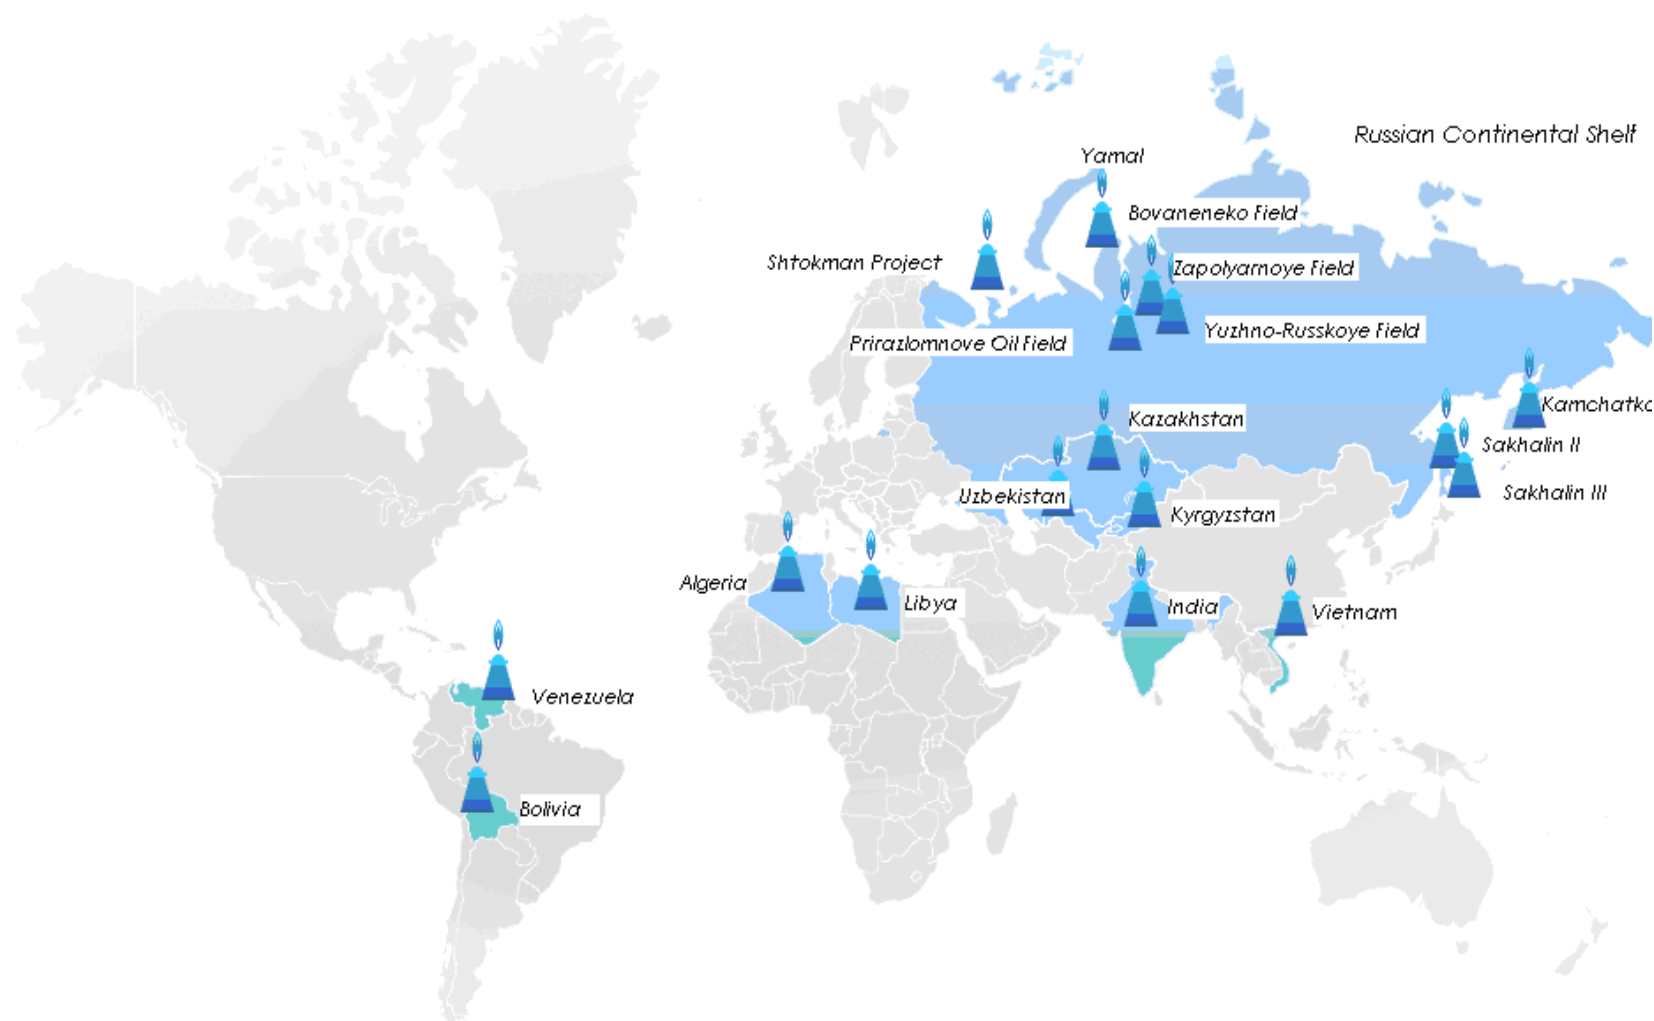 Russian Continental Shelf
Yamal
Bovaneneko Field
Shtokman Project
Zapolyarnoye Field
Yuzhno-Russkoye Field
Prirazlomnove Oil Field
Kamchatka
Kazakhstan
Sakhalin II
Uzbekistan
Sakhalin III
Kyrgyzstan
Algeria
Libya
India
Vietnam
Venezuela
Bolivia